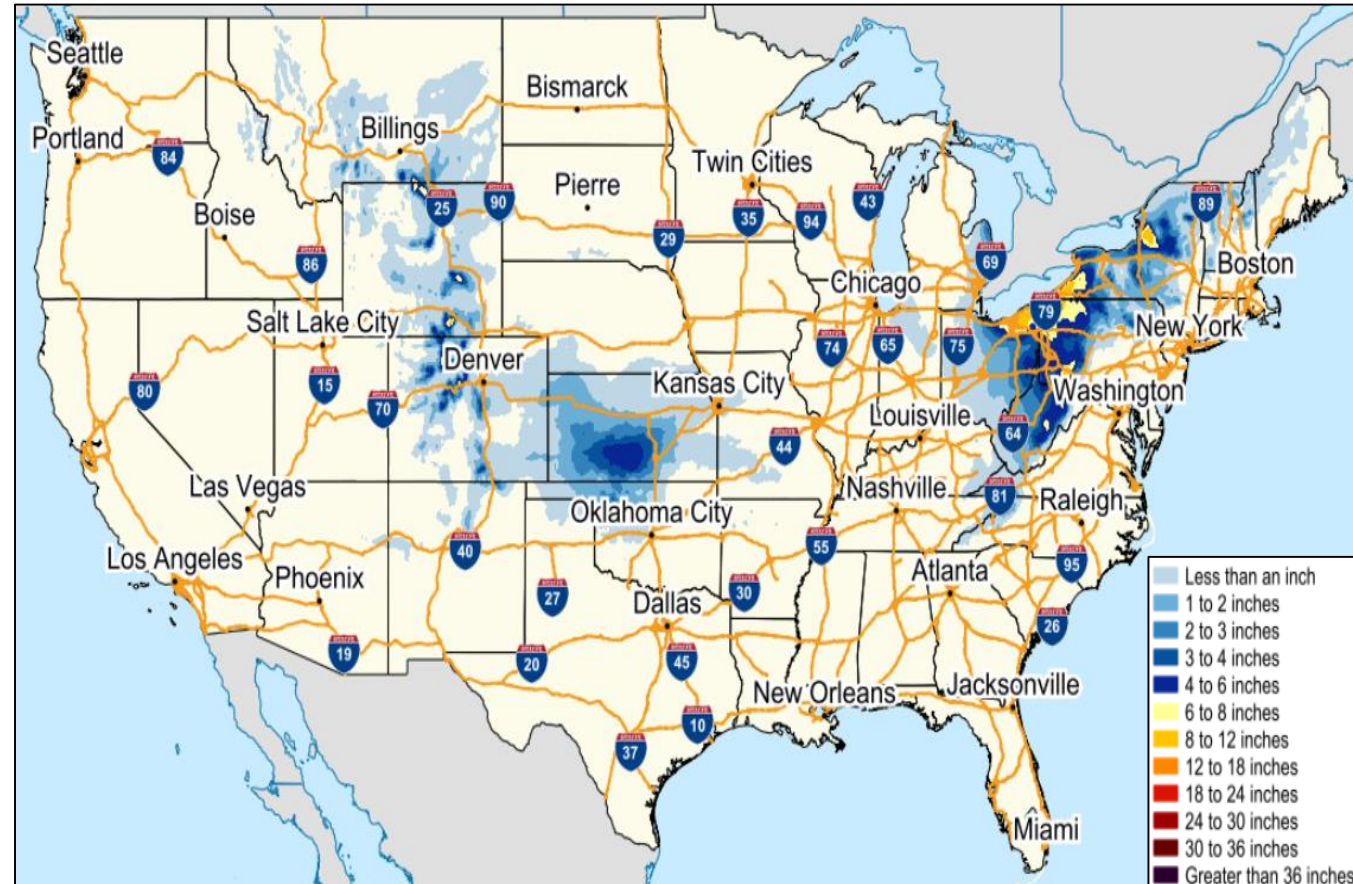 Seattle
Bismarck
Portland
Billings
84
Twin Cities
Pierre
25
90
43
89
Boise
35
94
29
86
69
Boston
Chicago
Salt Lake City
79
New York
Denver
74
65
75
80
15
Kansas City
Washington
70
Louisville
64
44
Las Vegas
Nashville
81
Raleigh
Oklahoma City
Los Angeles
40
55
95
Phoenix
Atlanta
27
30
Dallas
26
19
20
45
New Orleans
Jacksonville
10
37
Miami
Less than an inch
1 to 2 inches
2 to 3 inches
3 to 4 inches
4 to 6 inches
6 to 8 inches
8 to 12 inches
12 to 18 inches
18 to 24 inches
24 to 30 inches
30 to 36 inches
Greater than 36 inches